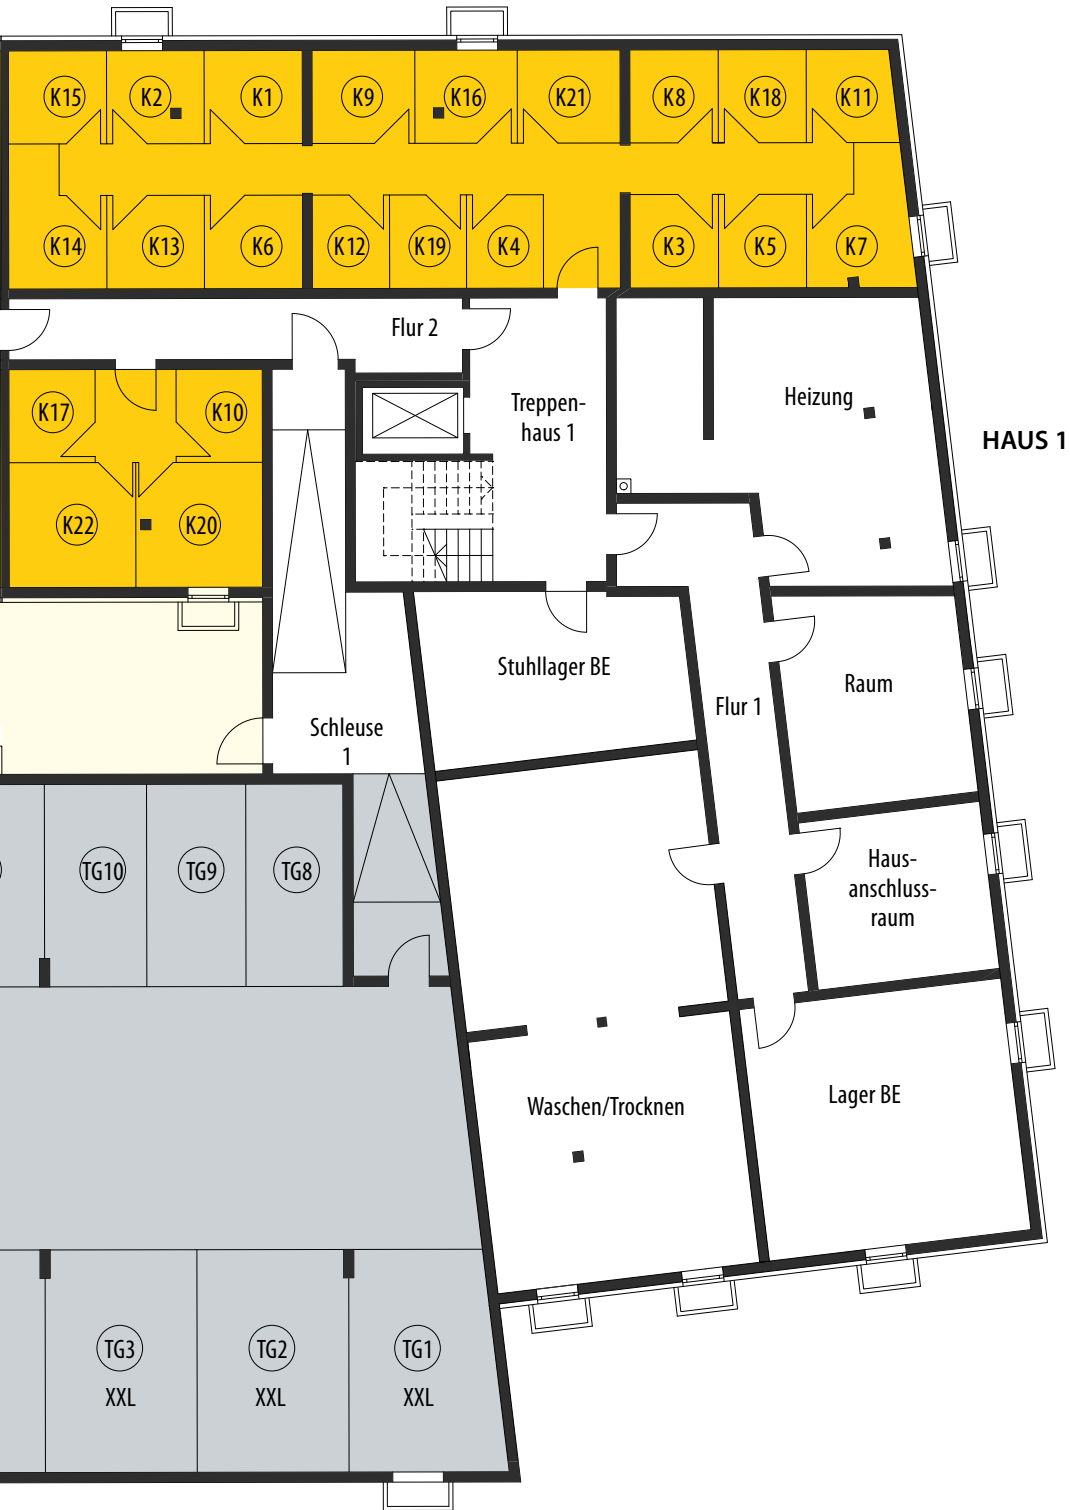 K15
K2
K1
K9
K16
K21
K8
K18
K11
K14
K13
K6
K12
K19
K4
K3
K5
K7
Flur 2
K17
K10
Treppen-
haus 1
Heizung
HAUS 1
K22
K20
Stuhllager BE
Raum
Flur 1
Schleuse
1
TG10
TG9
TG8
Haus-
anschluss-
raum
Waschen/Trocknen
Lager BE
TG3
XXL
TG2
XXL
TG1
XXL